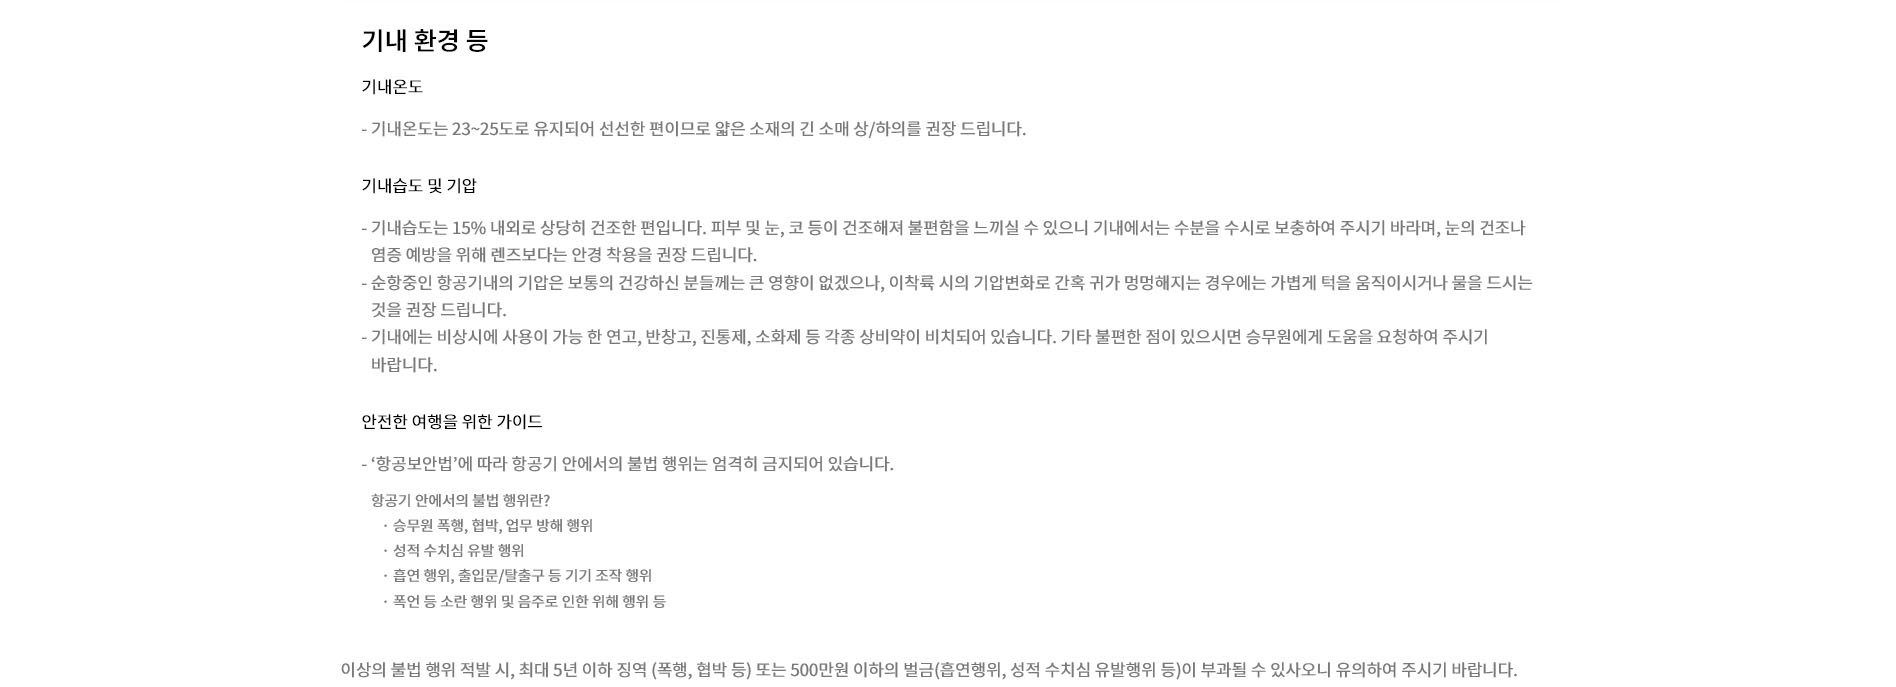 기내 환경 등
기내온도
- 기내온도는 23~25도로 유지되어 선선한 편이므로 얇은 소재의 긴 소매 상/하의를 권장 드립니다.
기내습도 및 기압
- 기내습도는 15% 내외로 상당히 건조한 편입니다. 피부 및 눈, 코 등이 건조해져 불편함을 느끼실 수 있으니 기내에서는 수분을 수시로 보충하여 주시기 바라며, 눈의 건조나
염증 예방을 위해 렌즈보다는 안경 착용을 권장 드립니다.
- 순항중인 항공기내의 기압은 보통의 건강하신 분들께는 큰 영향이 없겠으나, 이착륙 시의 기압변화로 간혹 귀가 멍멍해지는 경우에는 가볍게 턱을 움직이시거나 물을 드시는
것을 권장 드립니다.
- 기내에는 비상시에 사용이 가능 한 연고, 반창고, 진통제, 소화제 등 각종 상비약이 비치되어 있습니다. 기타 불편한 점이 있으시면 승무원에게 도움을 요청하여 주시기
바랍니다.
안전한 여행을 위한 가이드
- ‘항공보안법’에 따라 항공기 안에서의 불법 행위는 엄격히 금지되어 있습니다.
항공기 안에서의 불법 행위란?
· 승무원 폭행, 협박, 업무 방해 행위
· 성적 수치심 유발 행위
· 흡연 행위, 출입문/탈출구 등 기기 조작 행위
· 폭언 등 소란 행위 및 음주로 인한 위해 행위 등
이상의 불법 행위 적발 시, 최대 5년 이하 징역 (폭행, 협박 등) 또는 500만원 이하의 벌금(흡연행위, 성적 수치심 유발행위 등)이 부과될 수 있사오니 유의하여 주시기 바랍니다.